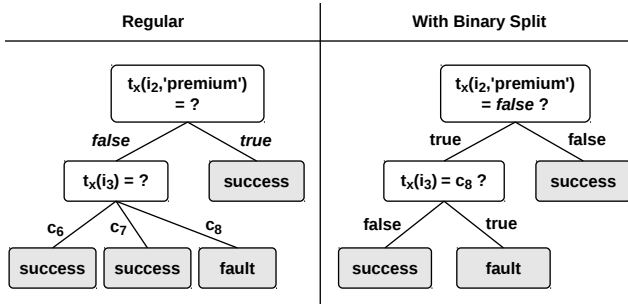 Regular
tₓ(i₂,'premium')
= ?
false
true
tₓ(i₃) = ?
success
c₆
c₇
c₈
success
success
fault
With Binary Split
tₓ(i₂,'premium')
= false ?
true
false
tₓ(i₃) = c₈ ?
success
false
true
success
fault